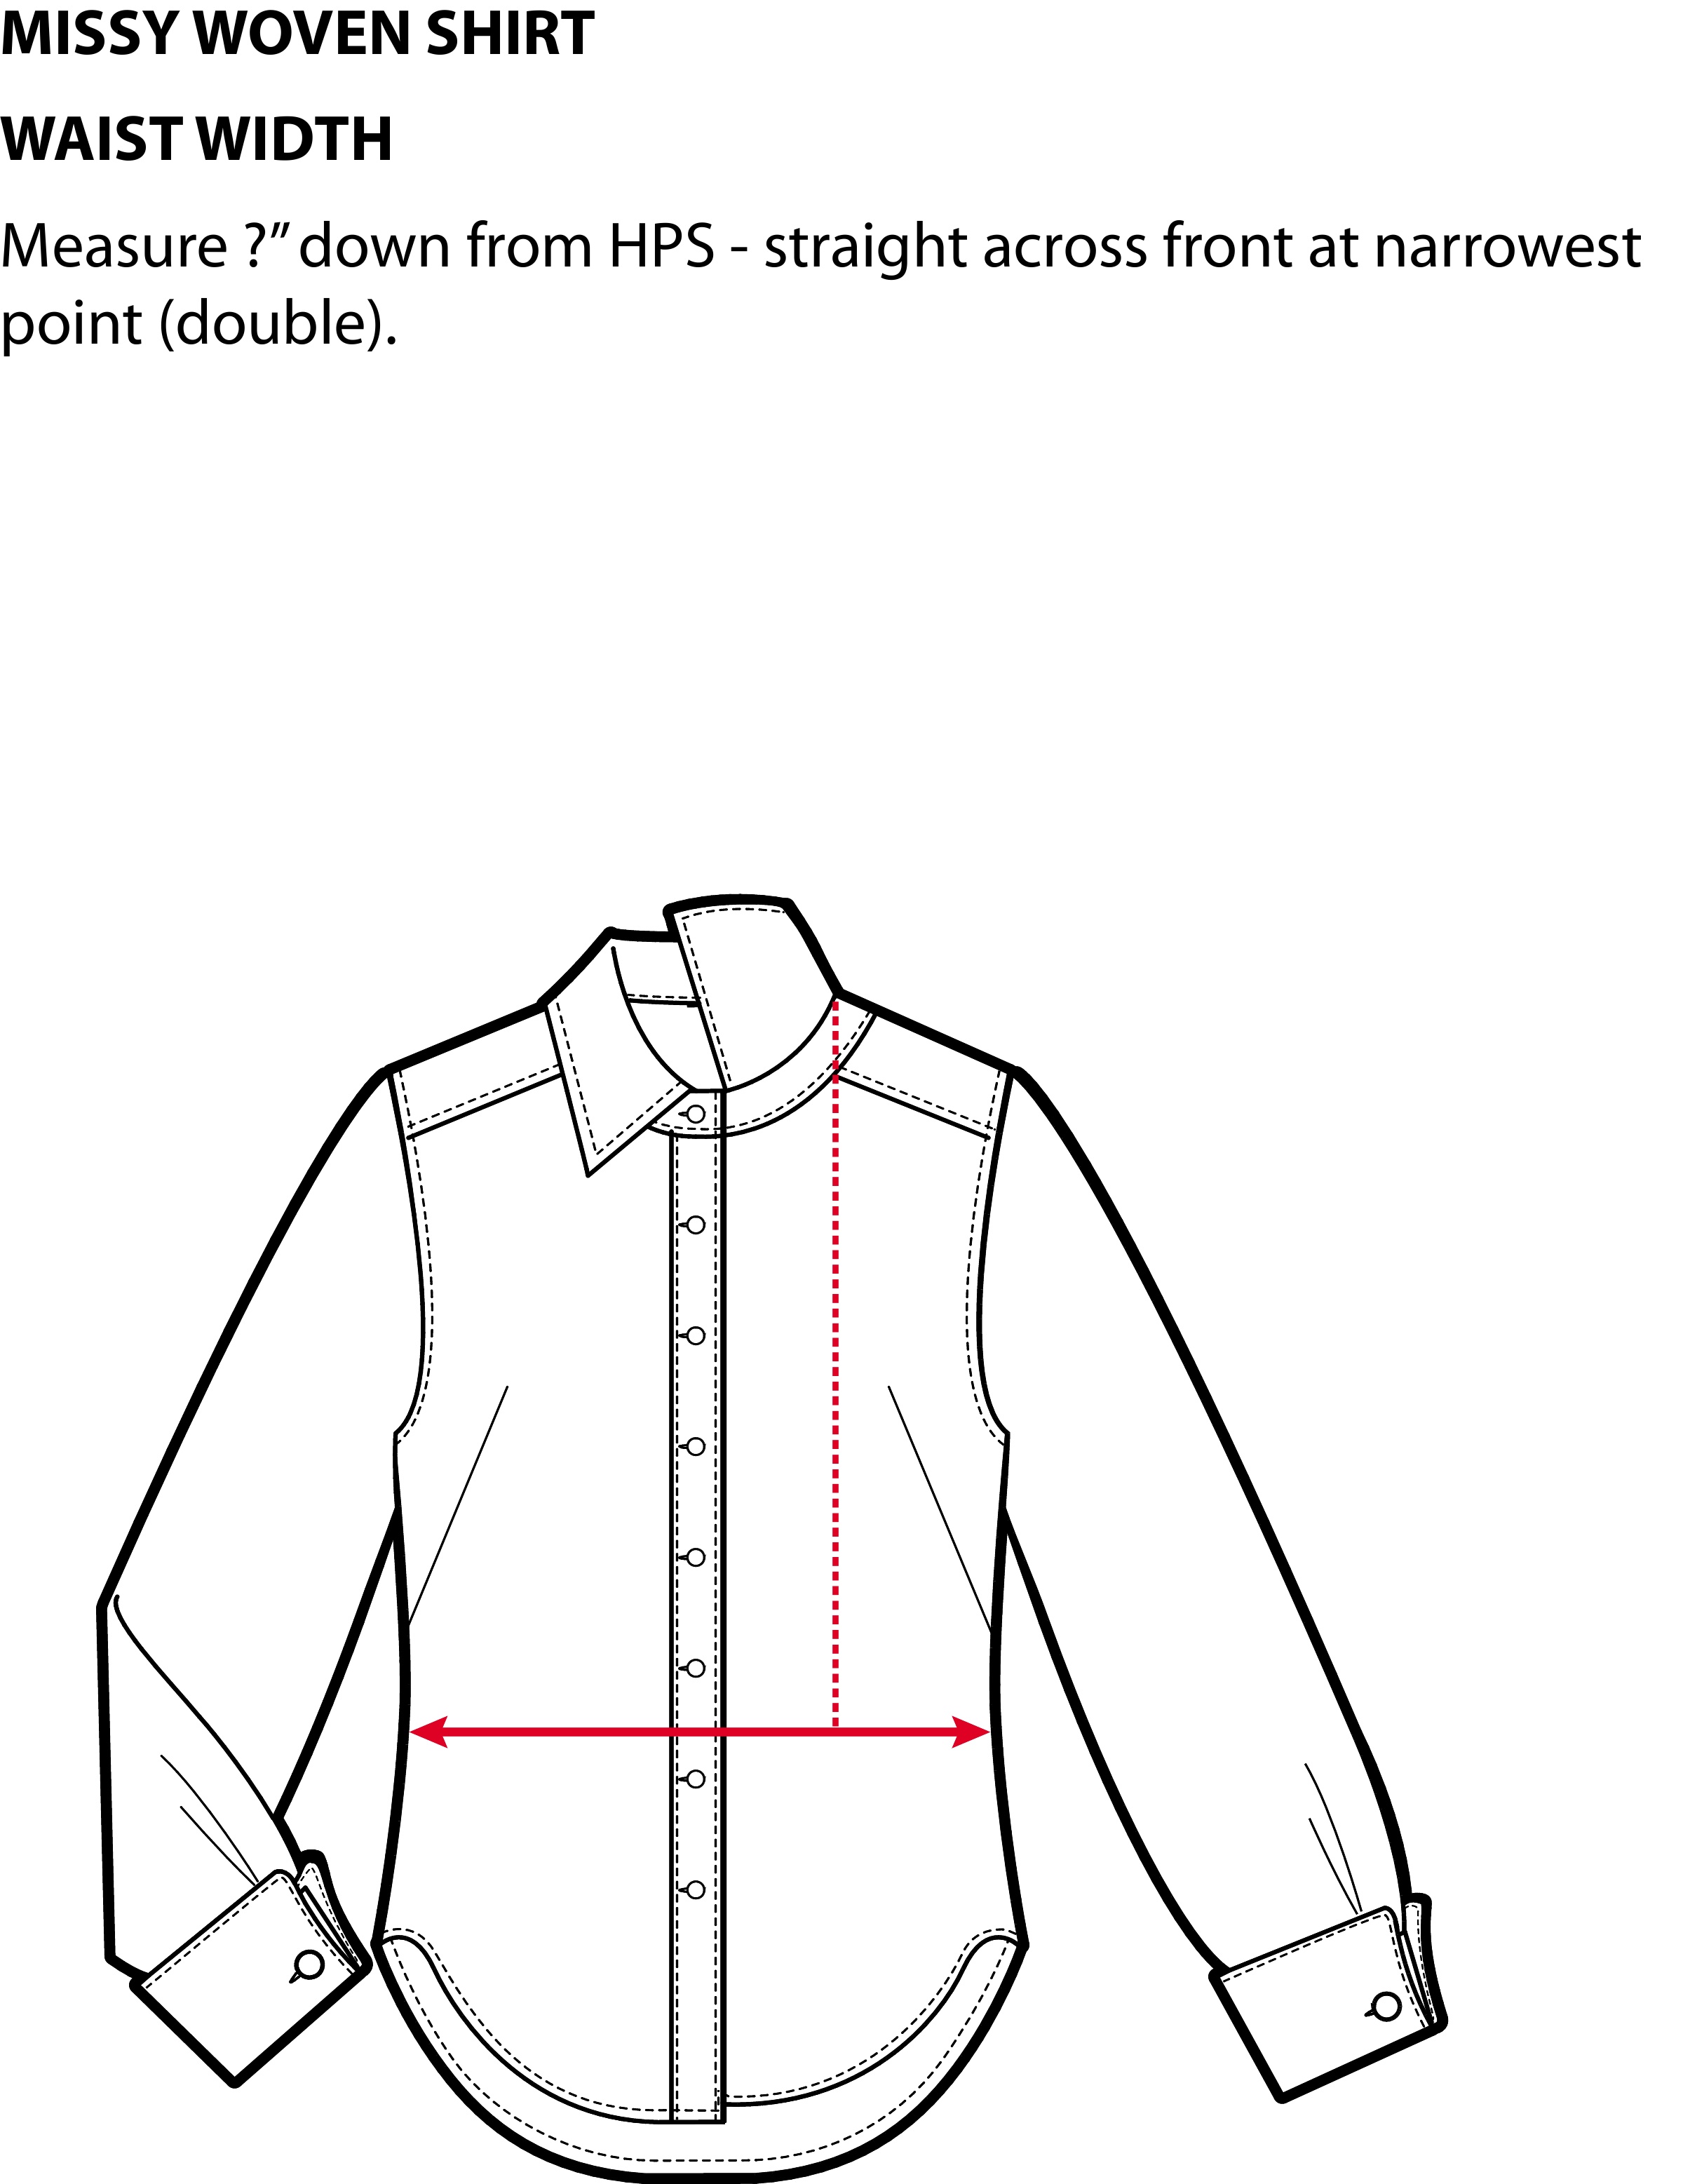 MISSY WOVEN SHIRT
WAIST WIDTH
Measure ?” down from HPS - straight across front at narrowest
point (double).